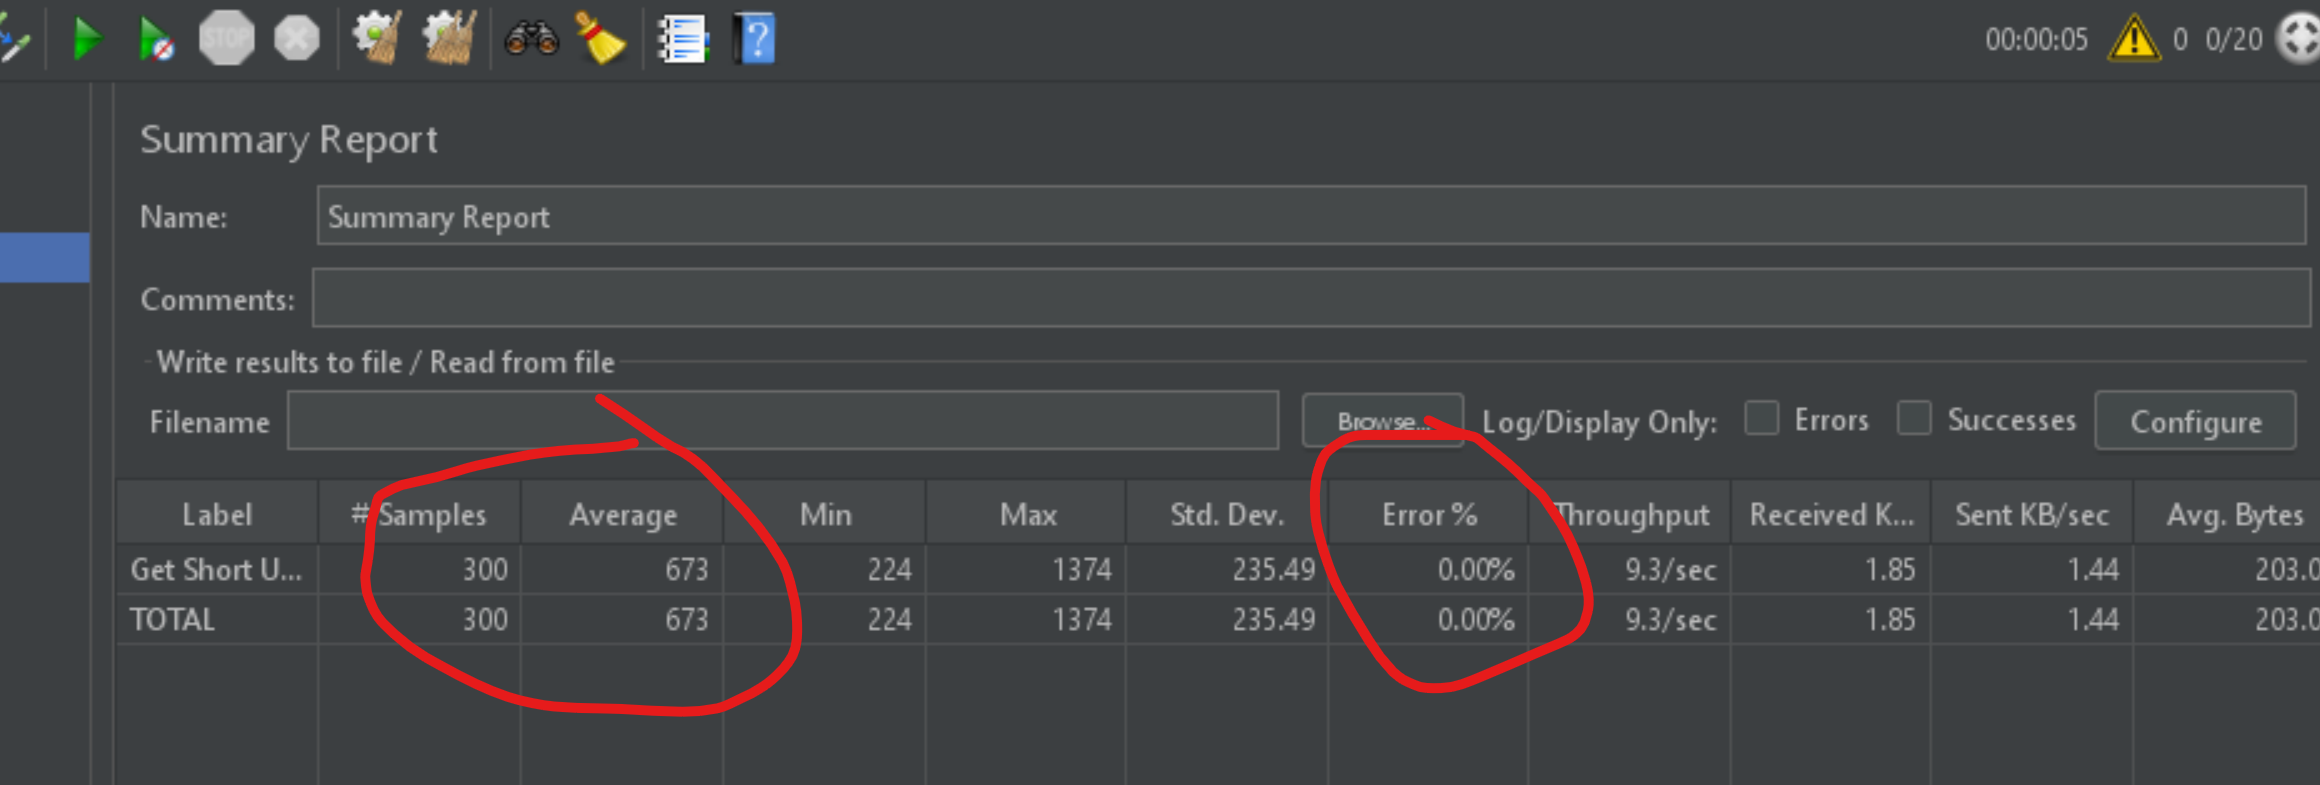 STOP 00:00:05 0 0/20
Summary Report
Name: Summary Report
Comments:
Write results to file / Read from file
Filename Browse... Log/Display Only: Errors Successes Configure
Label # Samples Average Min Max Std. Dev. Error % Throughput Received K... Sent KB/sec Avg. Bytes
Get Short U... 300 673 224 1374 235.49 0.00% 9.3/sec 1.85 1.44 203.0
TOTAL 300 673 224 1374 235.49 0.00% 9.3/sec 1.85 1.44 203.0